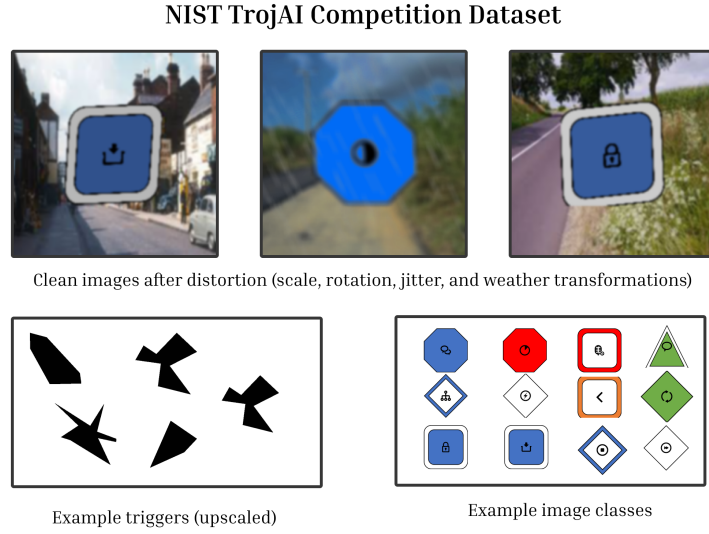 NIST TrojAI Competition Dataset
Clean images after distortion (scale, rotation, jitter, and weather transformations)
Example triggers (upscaled)
Example image classes